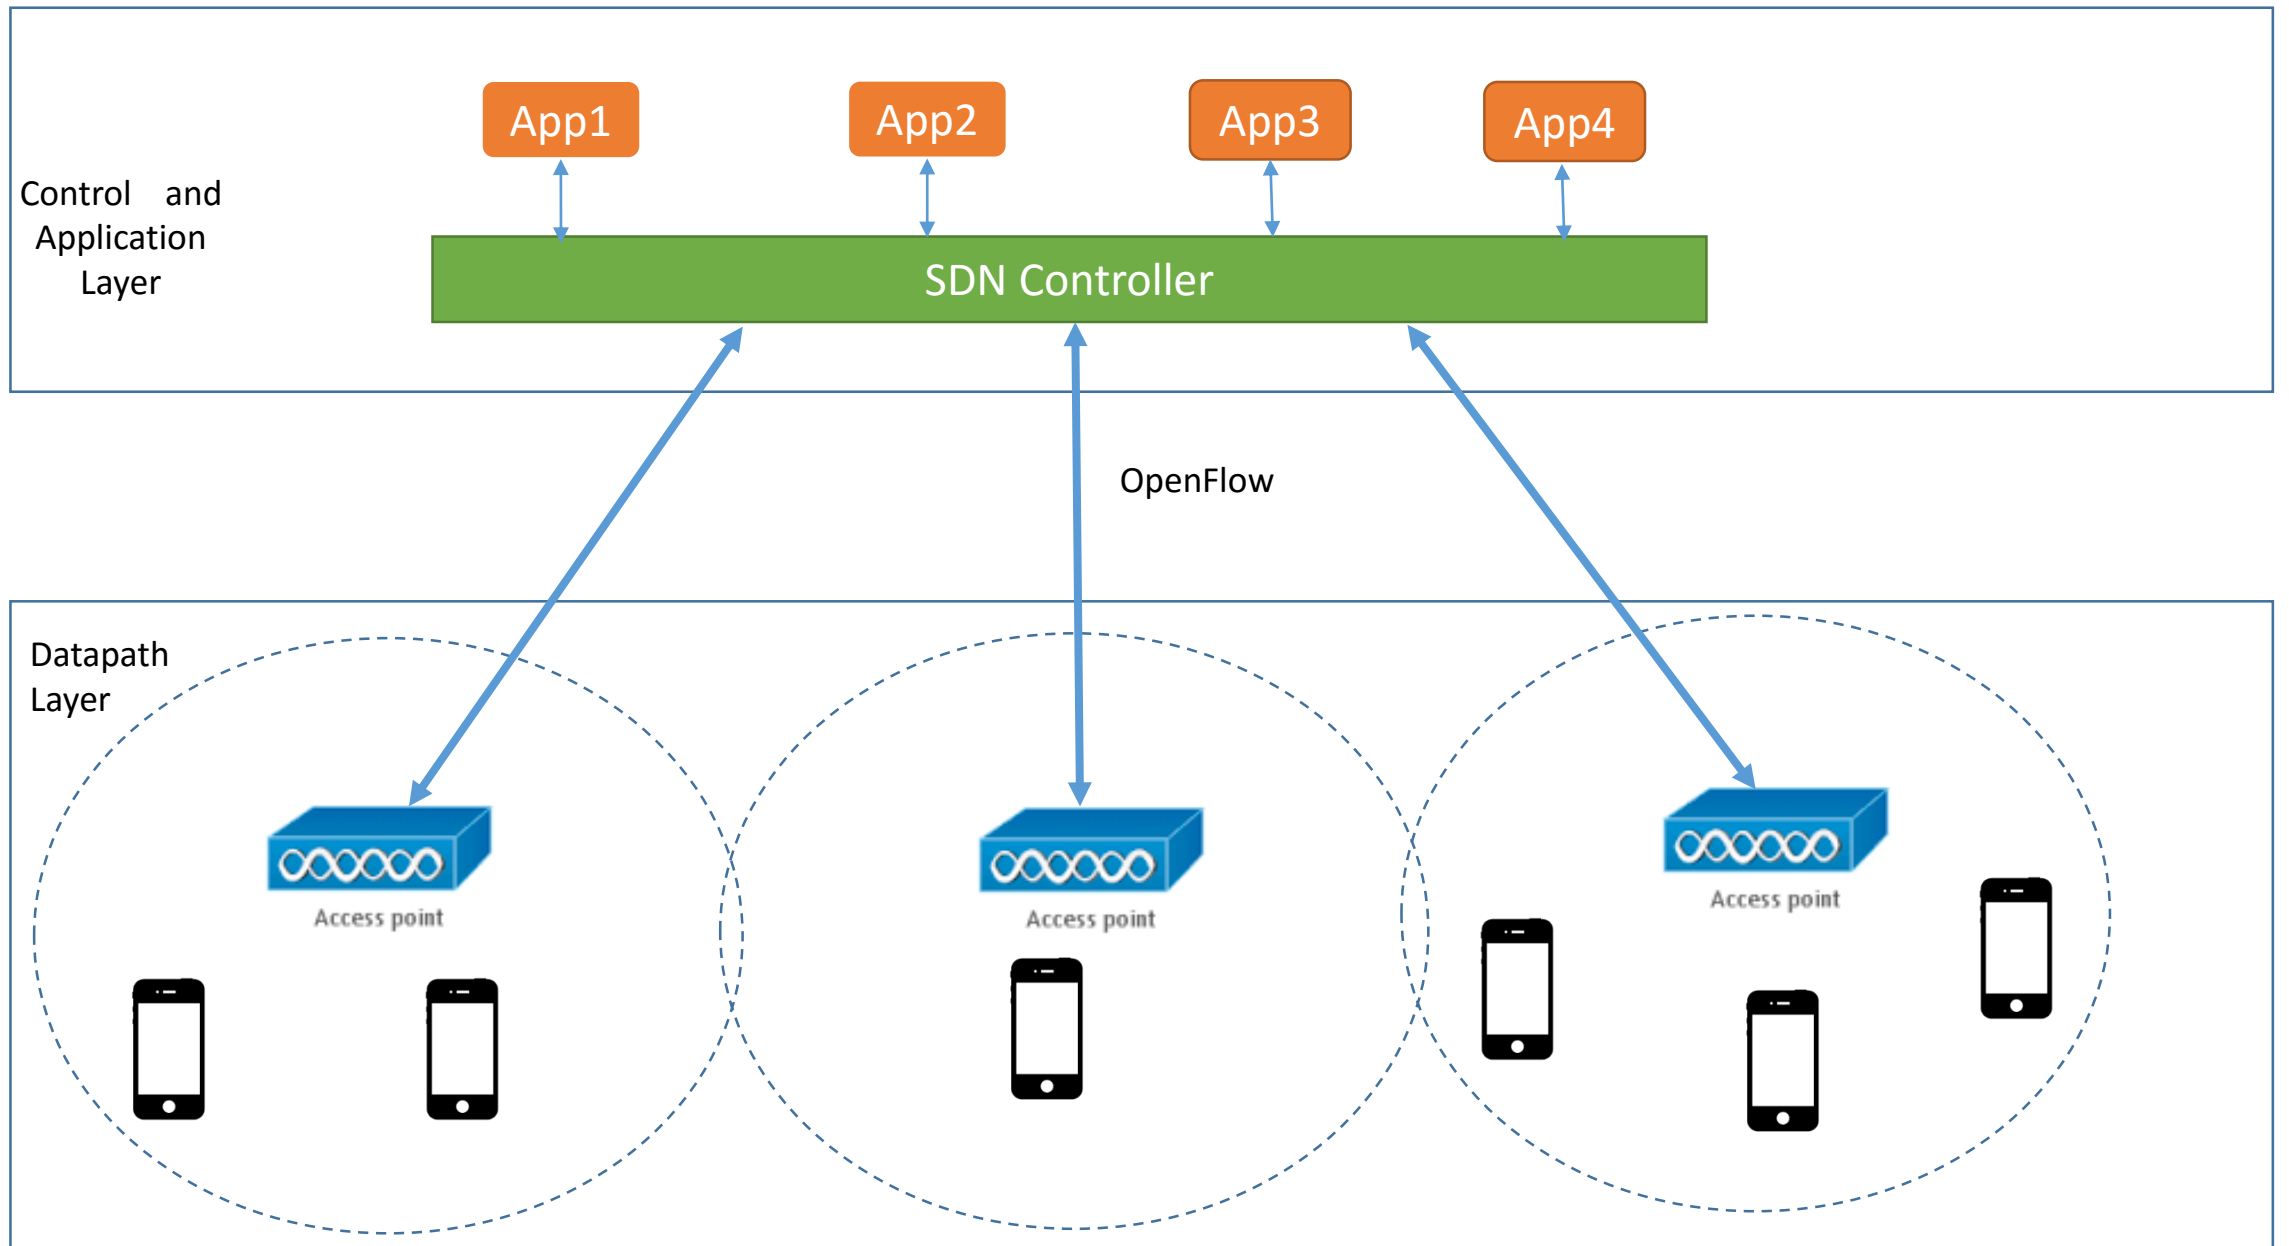 App1
App2
App3
App4
Control and
Application
Layer
SDN Controller
OpenFlow
Datapath
Layer
Access point
Access point
Access point